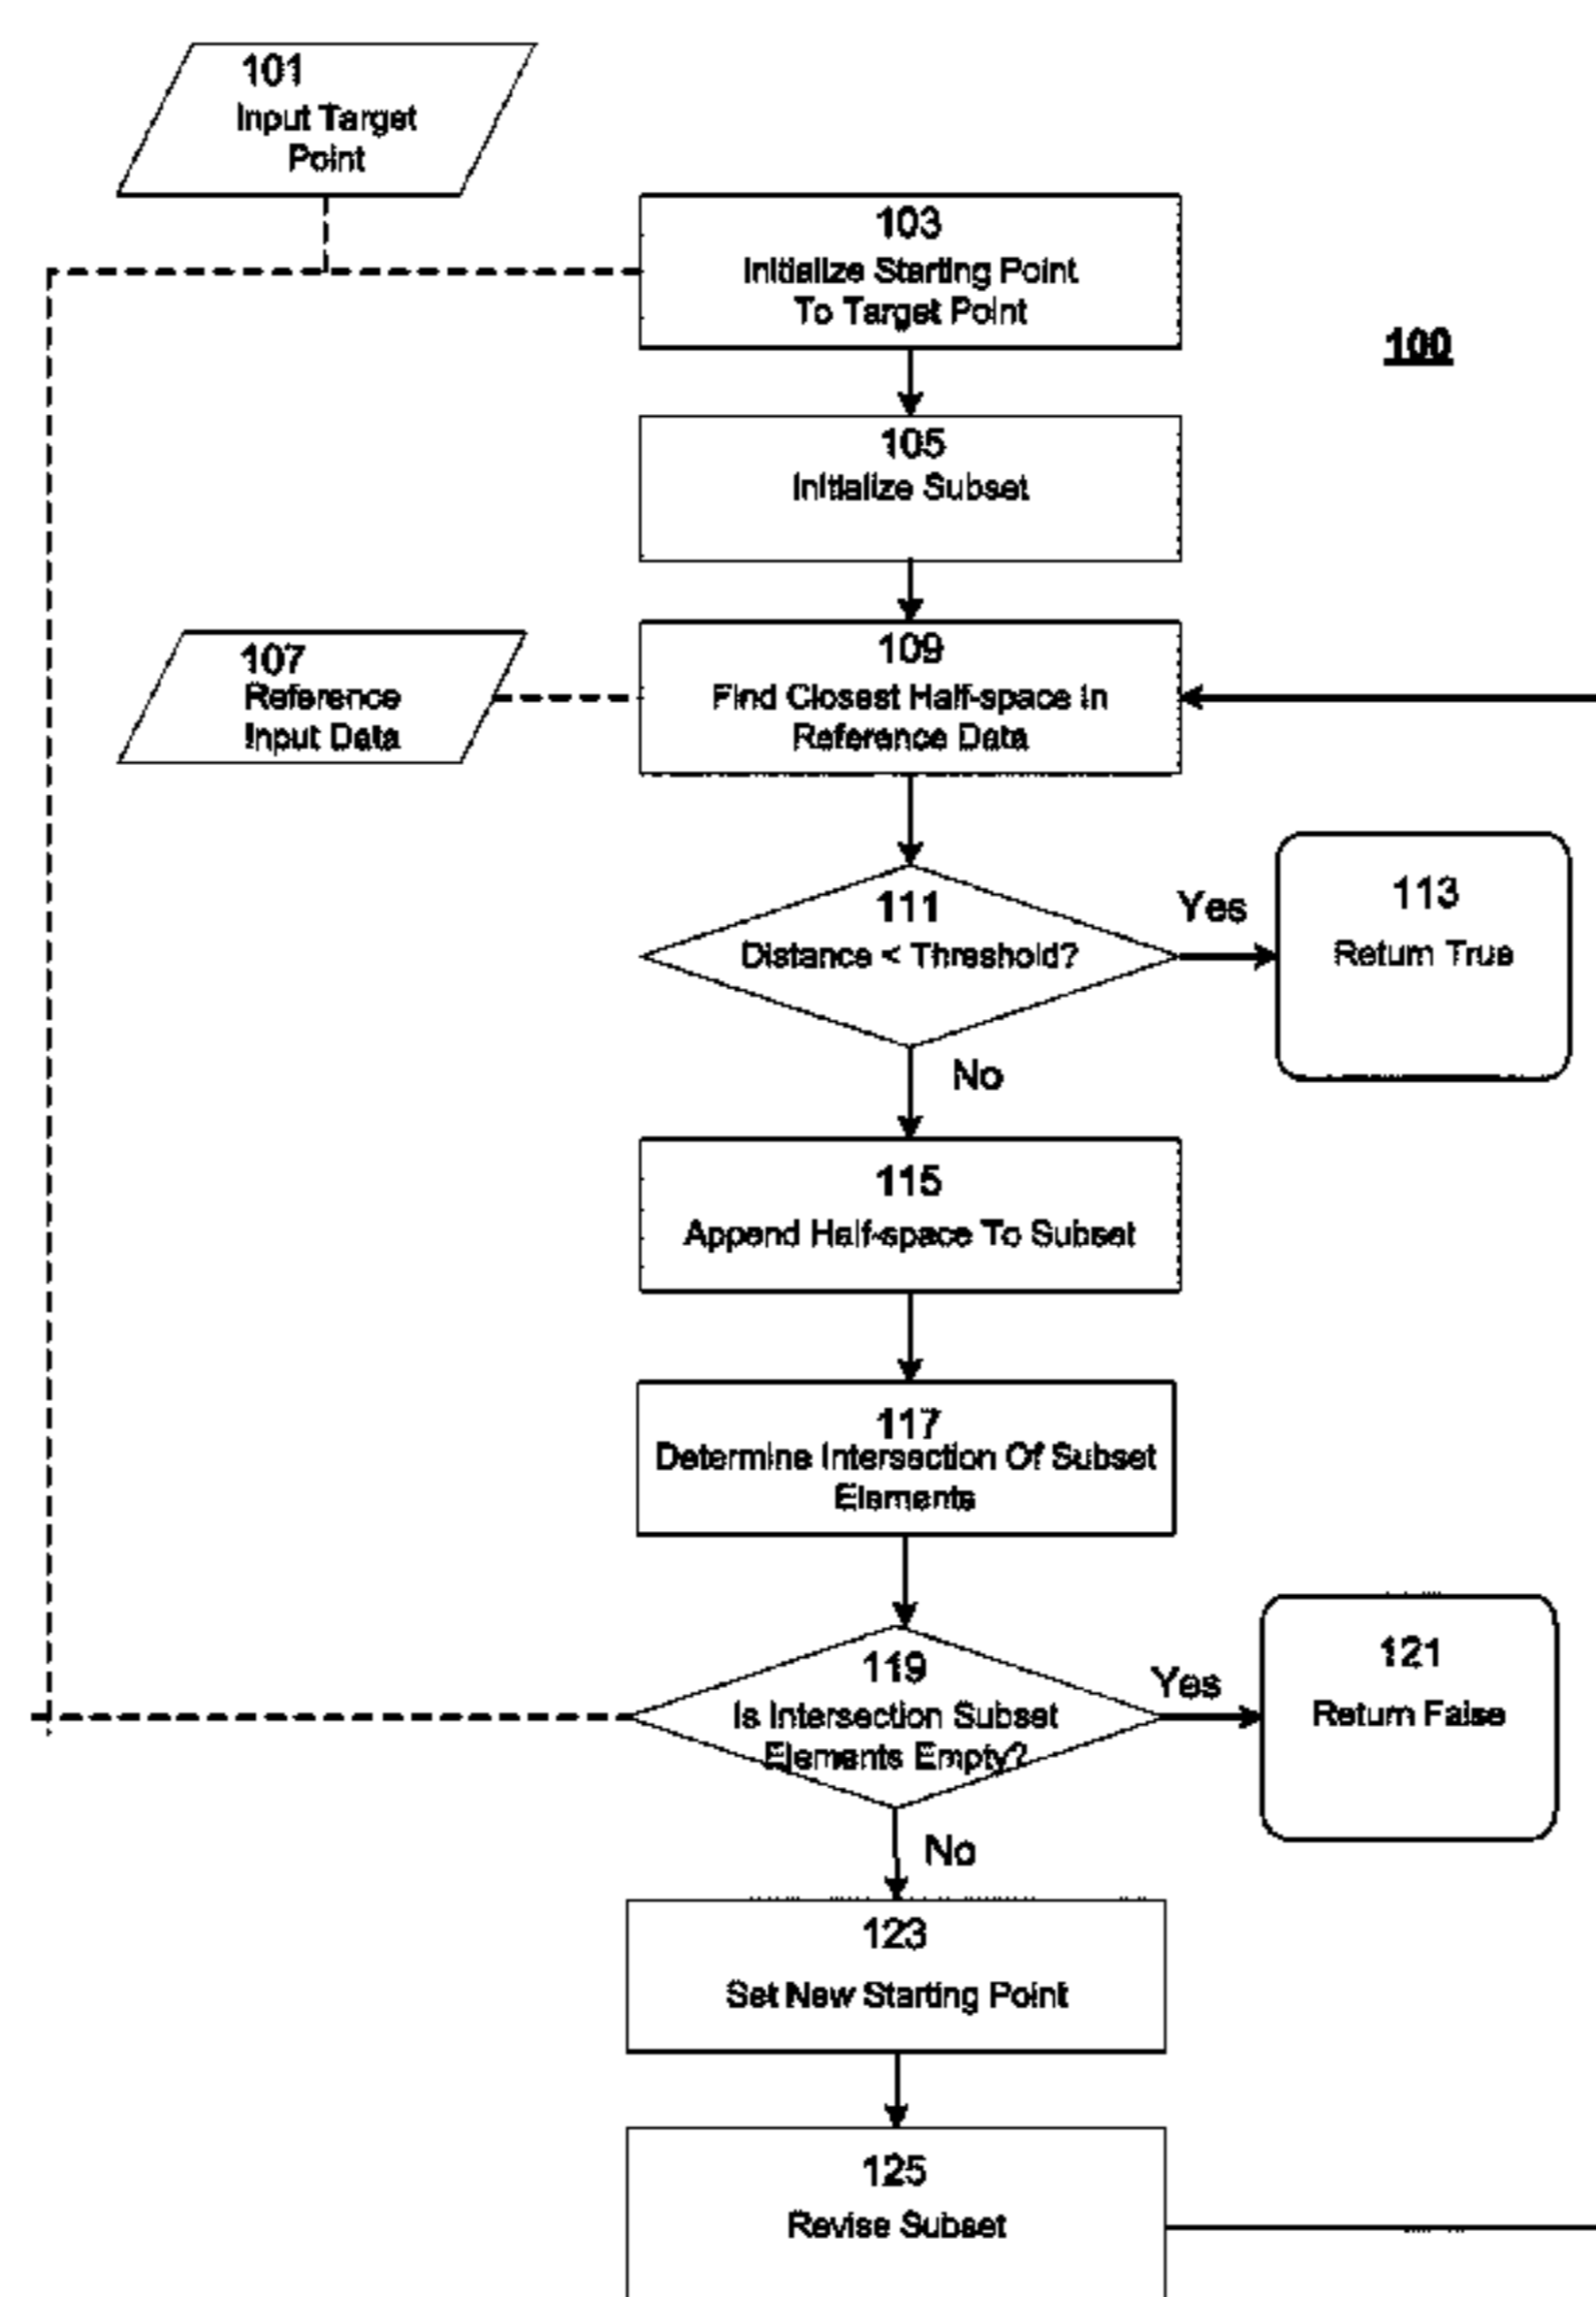 101
Input Target
Point
103
Initialize Starting Point
To Target Point
100
105
Initialize Subset
107
Reference
Input Data
109
Find Closest Half-space In
Reference Data
111
Distance < Threshold?
Yes
113
Return True
No
115
Append Half-space To Subset
117
Determine Intersection Of Subset
Elements
119
Is Intersection Subset
Elements Empty?
Yes
121
Return False
No
123
Set New Starting Point
125
Revise Subset